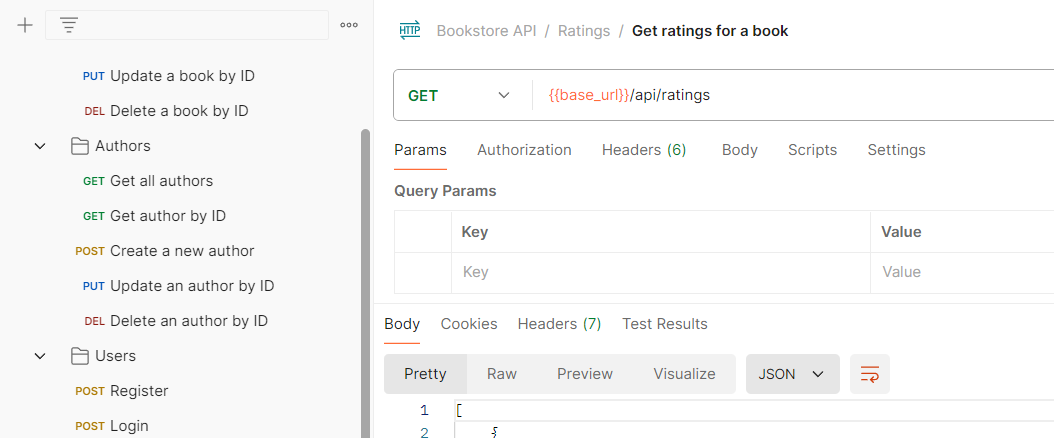 PUT Update a book by ID
DEL Delete a book by ID
Authors
GET Get all authors
GET Get author by ID
POST Create a new author
PUT Update an author by ID
DEL Delete an author by ID
Users
POST Register
POST Login
HTTP Bookstore API / Ratings / Get ratings for a book
GET {{base_url}}/api/ratings
Params Authorization Headers (6) Body Scripts Settings
Query Params
Key Value
Key Value
Body Cookies Headers (7) Test Results
Pretty Raw Preview Visualize JSON
1 [
2 {